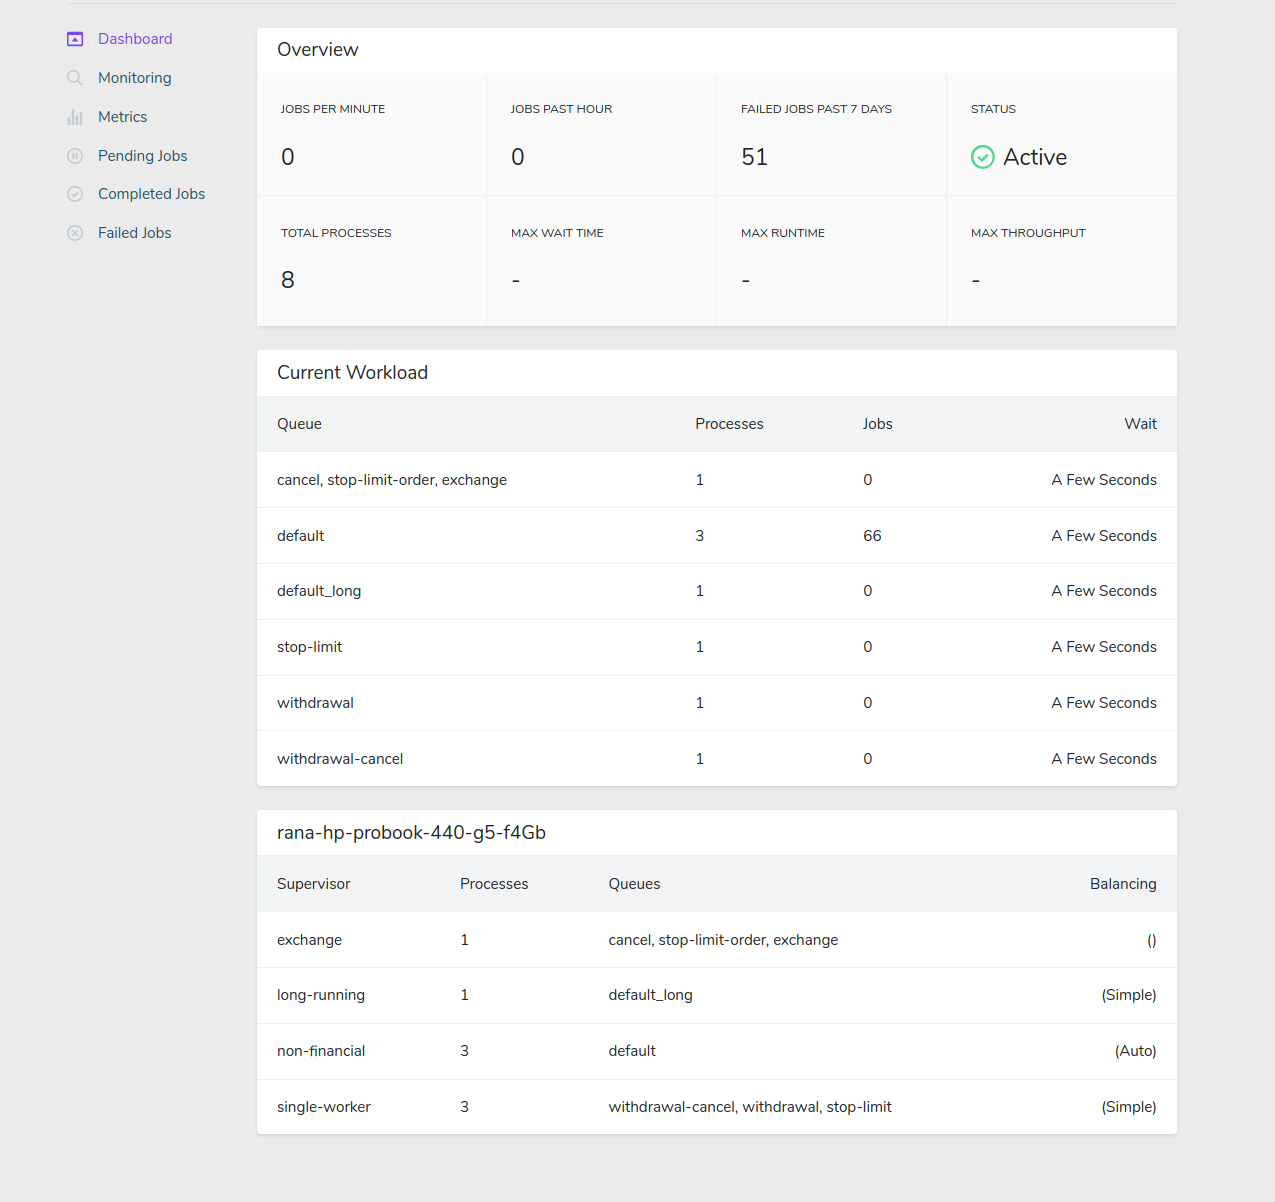 Dashboard
Monitoring
Metrics
Pending Jobs
Completed Jobs
Failed Jobs
Overview
JOBS PER MINUTE
0
JOBS PAST HOUR
0
FAILED JOBS PAST 7 DAYS
51
STATUS
Active
TOTAL PROCESSES
8
MAX WAIT TIME
-
MAX RUNTIME
-
MAX THROUGHPUT
-
Current Workload
Queue Processes Jobs Wait
cancel, stop-limit-order, exchange 1 0 A Few Seconds
default 3 66 A Few Seconds
default_long 1 0 A Few Seconds
stop-limit 1 0 A Few Seconds
withdrawal 1 0 A Few Seconds
withdrawal-cancel 1 0 A Few Seconds
rana-hp-probook-440-g5-f4Gb
Supervisor Processes Queues Balancing
exchange 1 cancel, stop-limit-order, exchange ()
long-running 1 default_long (Simple)
non-financial 3 default (Auto)
single-worker 3 withdrawal-cancel, withdrawal, stop-limit (Simple)